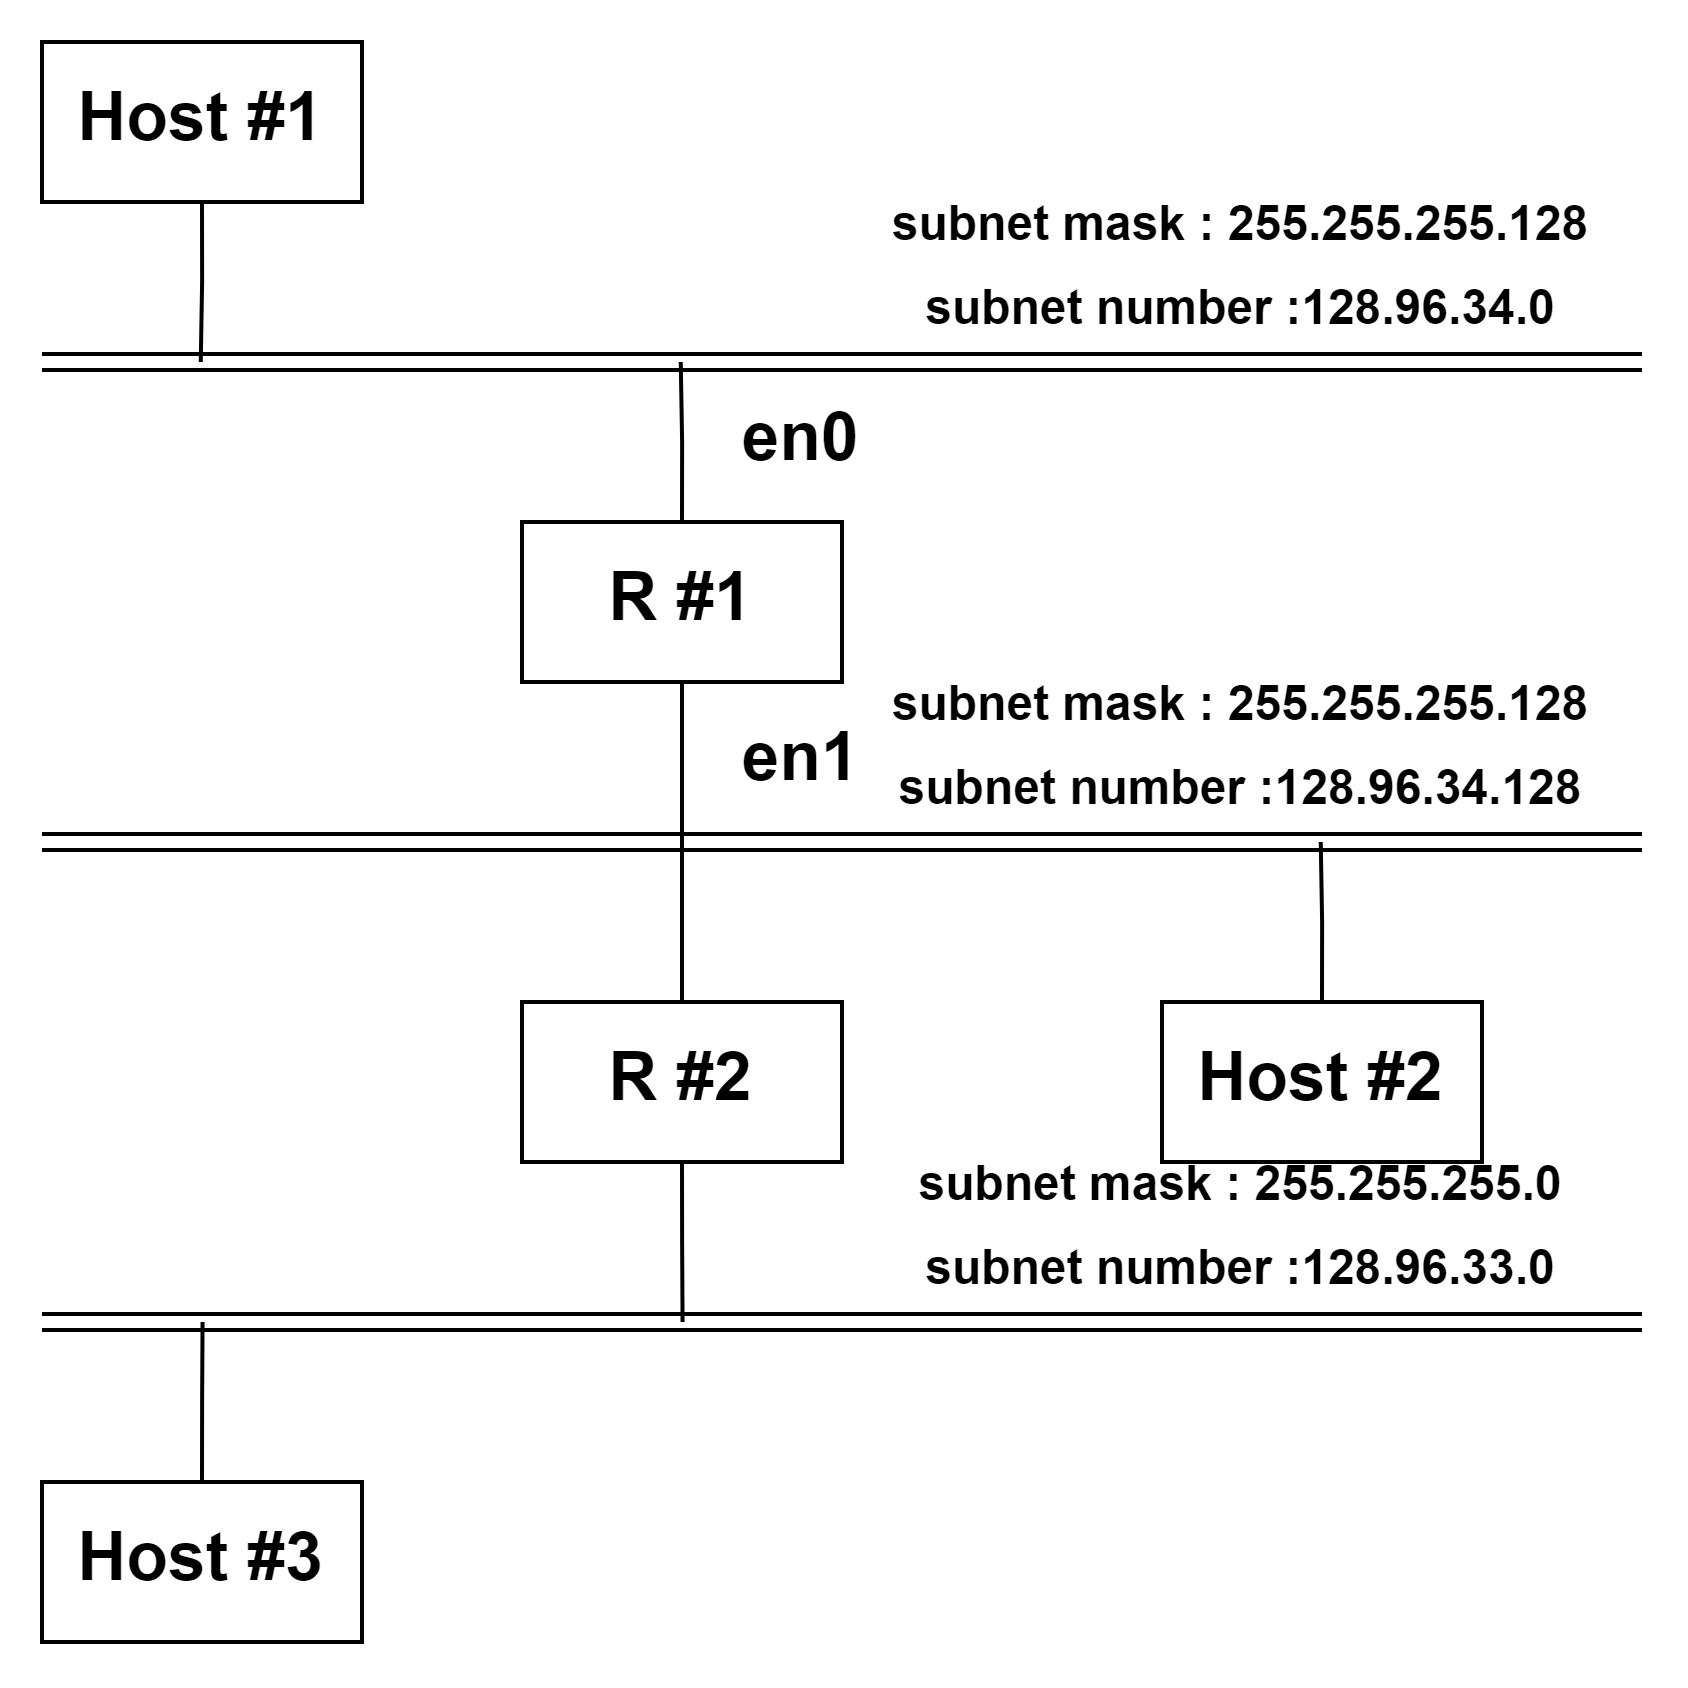 Host #1
subnet mask : 255.255.255.128
subnet number :128.96.34.0
en0
R #1
subnet mask : 255.255.255.128
en1
subnet number :128.96.34.128
R #2
Host #2
subnet mask : 255.255.255.0
subnet number :128.96.33.0
Host #3